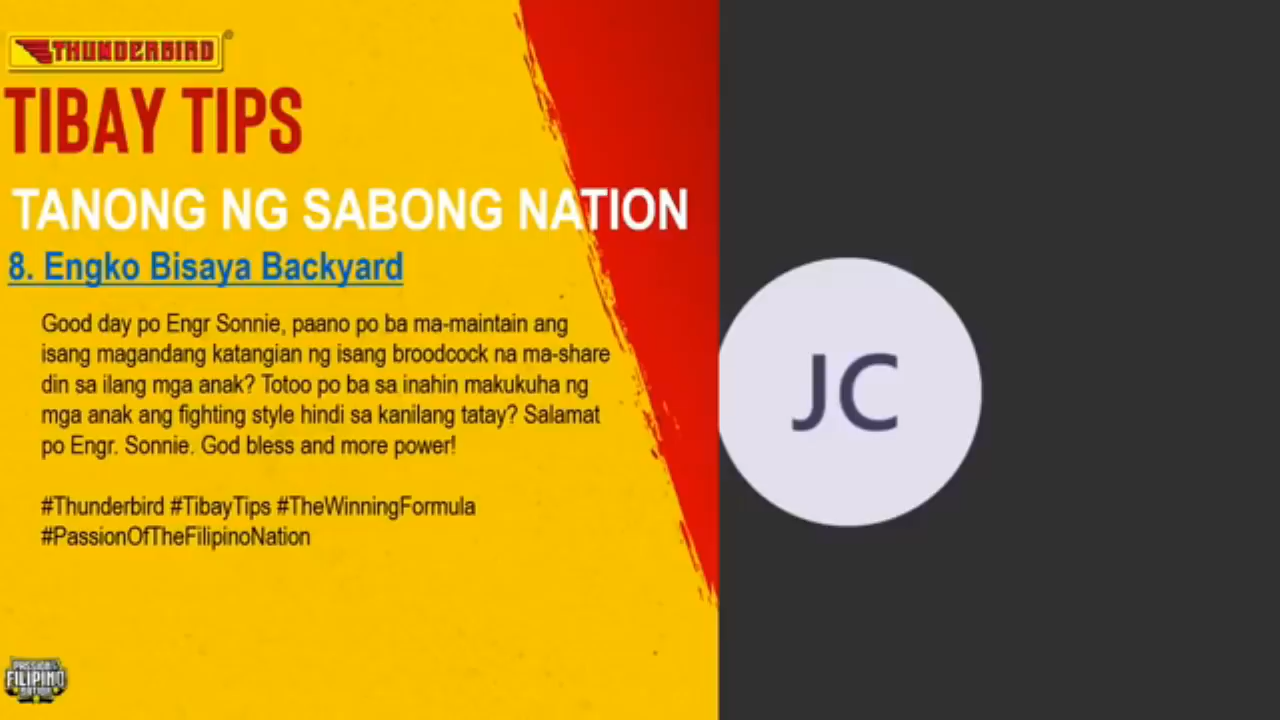 THUNDERBIRD
TIBAY TIPS
TANONG NG SABONG NATION
8. Engko Bisaya Backyard
Good day po Engr Sonnie, paano po ba ma-maintain ang
isang magandang katangian ng isang broodcock na ma-share
din sa ilang mga anak? Totoo po ba sa inahin makukuha ng
mga anak ang fighting style hindi sa kanilang tatay? Salamat
po Engr. Sonnie. God bless and more power!
#Thunderbird #TibayTips #TheWinningFormula
#PassionOfTheFilipinoNation
JC
PASSION
FILIPINO
NATION